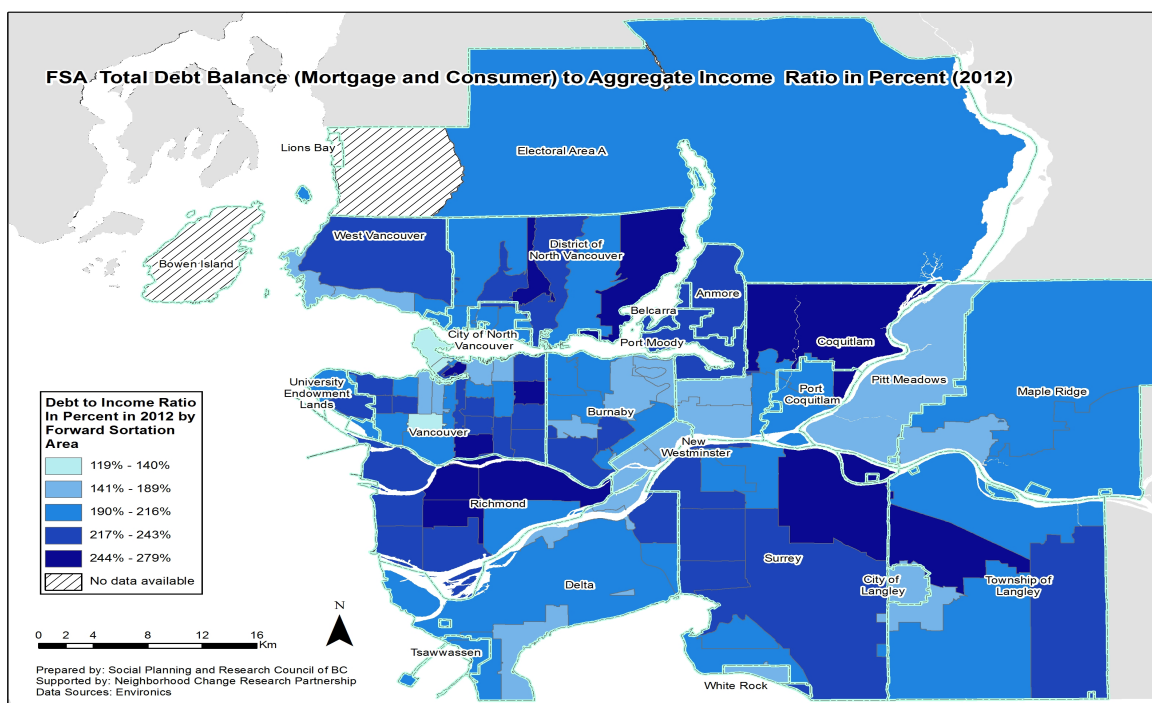 FSA Total Debt Balance (Mortgage and Consumer) to Aggregate Income Ratio in Percent (2012)
Lions Bay
Electoral Area A
West Vancouver
District of
North Vancouver
Bowen Island
Anmore
Belcarra
City of North
Vancouver
Port Moody
Coquitlam
University
Endowment
Lands
Pitt Meadows
Port
Coquitlam
Maple Ridge
Burnaby
Vancouver
New
Westminster
Richmond
Surrey
Delta
City of
Langley
Township of
Langley
Tsawwassen
White Rock
Debt to Income Ratio
In Percent in 2012 by
Forward Sortation
Area
119% - 140%
141% - 189%
190% - 216%
217% - 243%
244% - 279%
No data available
N
0 2 4 8 12 16
Km
Prepared by: Social Planning and Research Council of BC
Supported by: Neighborhood Change Research Partnership
Data Sources: Environics